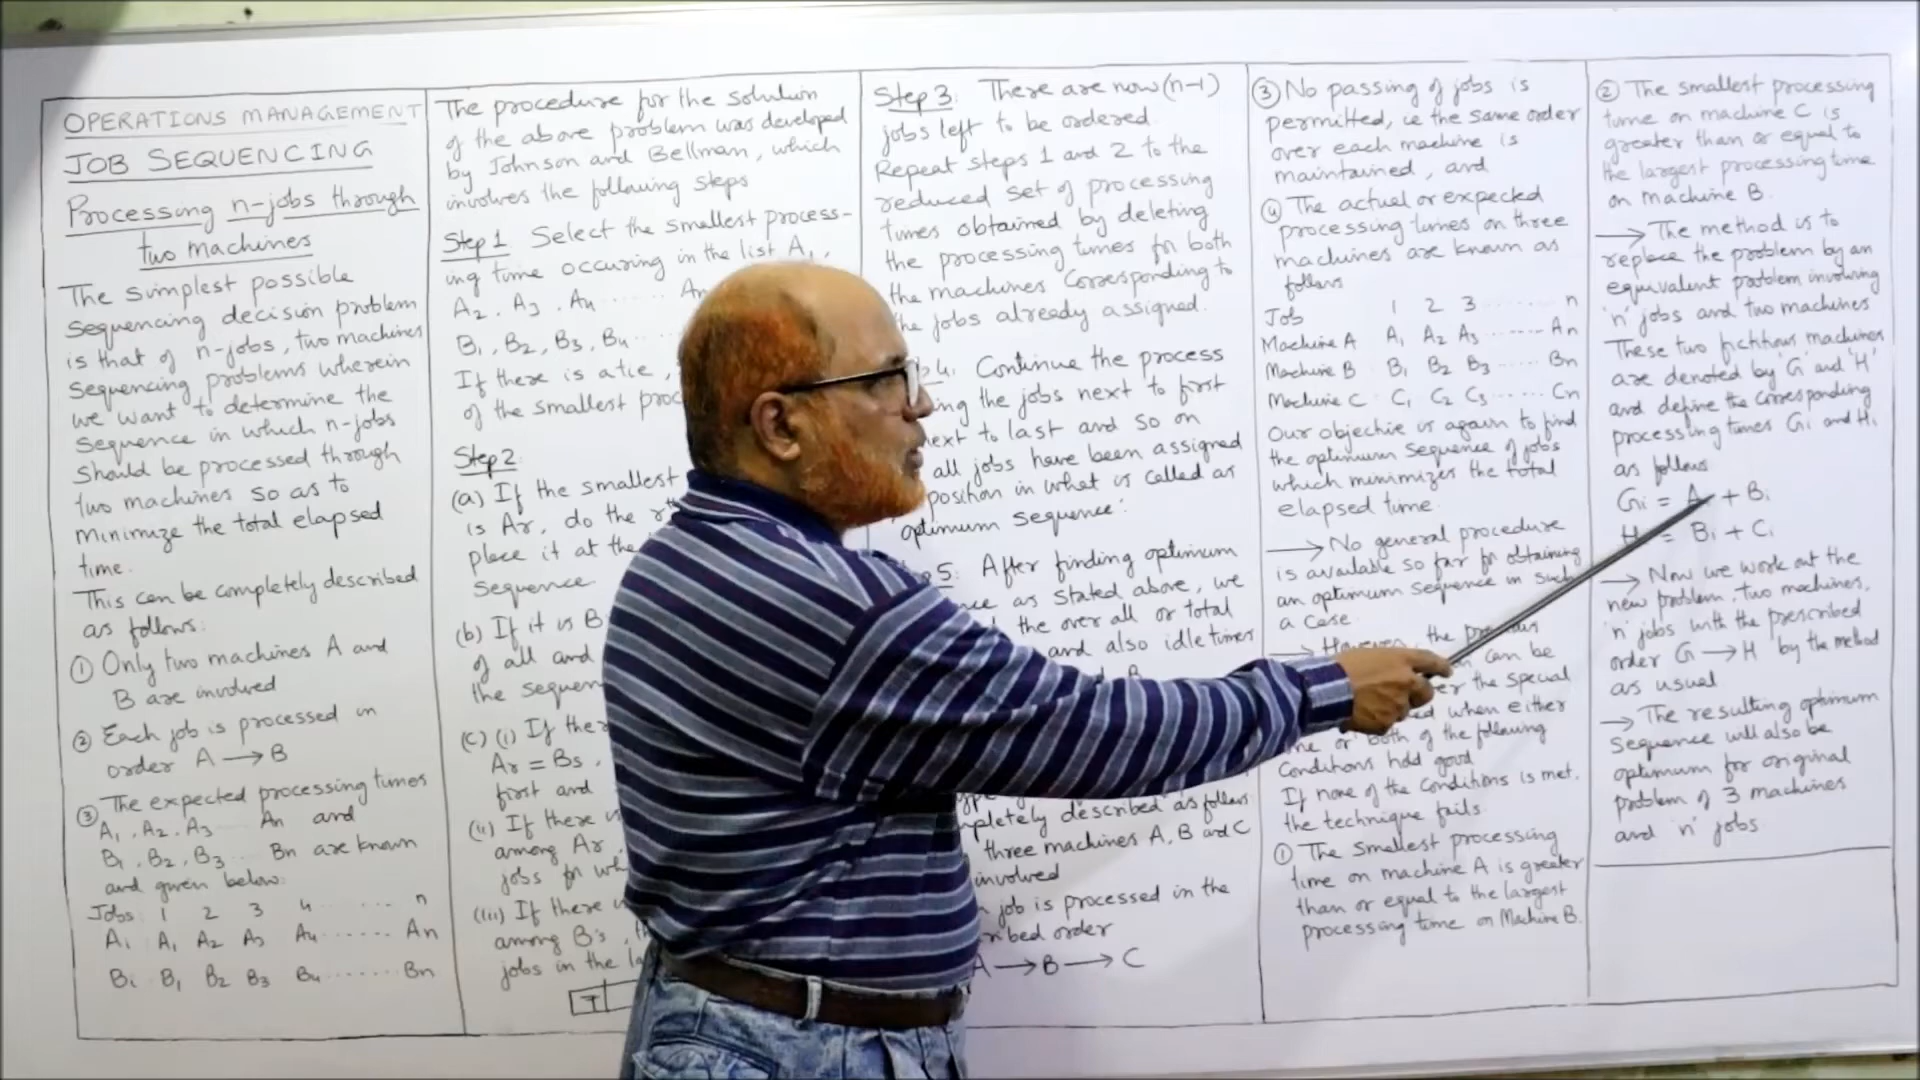 OPERATIONS MANAGEMENT
JOB SEQUENCING
Processing n-jobs through
two machines
The simplest possible
sequencing decision problem
is that of n-jobs, two machines
sequencing problems wherein
we want to determine the
sequence in which n-jobs
should be processed through
two machines so as to
minimize the total elapsed
time.
This can be completely described
as follows:
① Only two machines A and
B are involved
② Each job is processed in
order A → B
③ The expected processing times
A1, A2, A3 ... An and
B1, B2, B3 ... Bn are known
and given below:
Jobs: 1 2 3 4 ...... n
Ai A1 A2 A3 A4 ...... An
Bi B1 B2 B3 B4 ...... Bn
The procedure for the solution
of the above problem was developed
by Johnson and Bellman, which
involves the following steps
Step 1 Select the smallest process-
ing time occuring in the list A1,
A2, A3, A4 ...... An
B1, B2, B3, B4 ...
If there is a tie,
of the smallest
Step 2
(a) If the smallest
is Ar, do the
place it at the
sequence
(b) If it is B
of all and
the
(c) (i) If
Ar = Bs,
first and
(ii) If there
among Ar
jobs for
(iii) If there
among B's,
jobs in the
Step 3: There are now (n-1)
jobs left to be ordered.
Repeat steps 1 and 2 to the
reduced set of processing
times obtained by deleting
the processing times for both
the machines corresponding to
the jobs already assigned.
4. Continue the process
the jobs next to first
to last and so on
all jobs have been assigned
position in what is called as
optimum sequence:
5. After finding optimum
as stated above, we
the over all or total
and also idle times
described as follows
three machines A, B and C
involved
job is processed in the
order
A → B → C
③ No passing of jobs is
permitted, ie the same order
over each machine is
maintained, and
④ The actual or expected
processing times on three
machines are known as
follows
Job 1 2 3 ...... n
Machine A A1 A2 A3 ...... An
Machine B B1 B2 B3 ...... Bn
Machine C C1 C2 C3 ...... Cn
Our objective is again to find
the optimum sequence of jobs
which minimizes the total
elapsed time.
→ No general procedure
is available so far for obtaining
an optimum sequence in such
a case
→ However, the
can be
the special
when either
one or both of the following
conditions hold good
If none of the conditions is met,
the technique fails
① The smallest processing
time on machine A is greater
than or equal to the largest
processing time on Machine B.
② The smallest processing
time on machine C is
greater than or equal to
the largest processing time
on machine B.
→ The method is to
replace the problem by an
equivalent problem involving
'n' jobs and two machines
These two fictitious machines
are denoted by 'G' and 'H'
and define the corresponding
processing times Gi and Hi
as follows
Gi = A + Bi
H = Bi + Ci
→ Now we work out the
new problem, two machines,
'n' jobs with the prescribed
order G → H by the method
as usual
→ The resulting optimum
sequence will also be
optimum for original
problem of 3 machines
and 'n' jobs